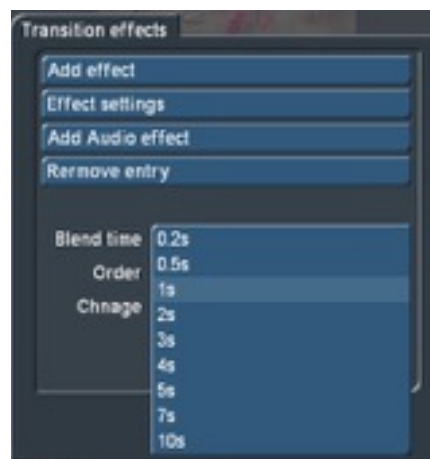 Transition effects
Add effect
Effect settings
Add Audio effect
Rermove entry
Blend time 0.2s
Order 0.5s
1s
Chnage 2s
3s
4s
5s
7s
10s